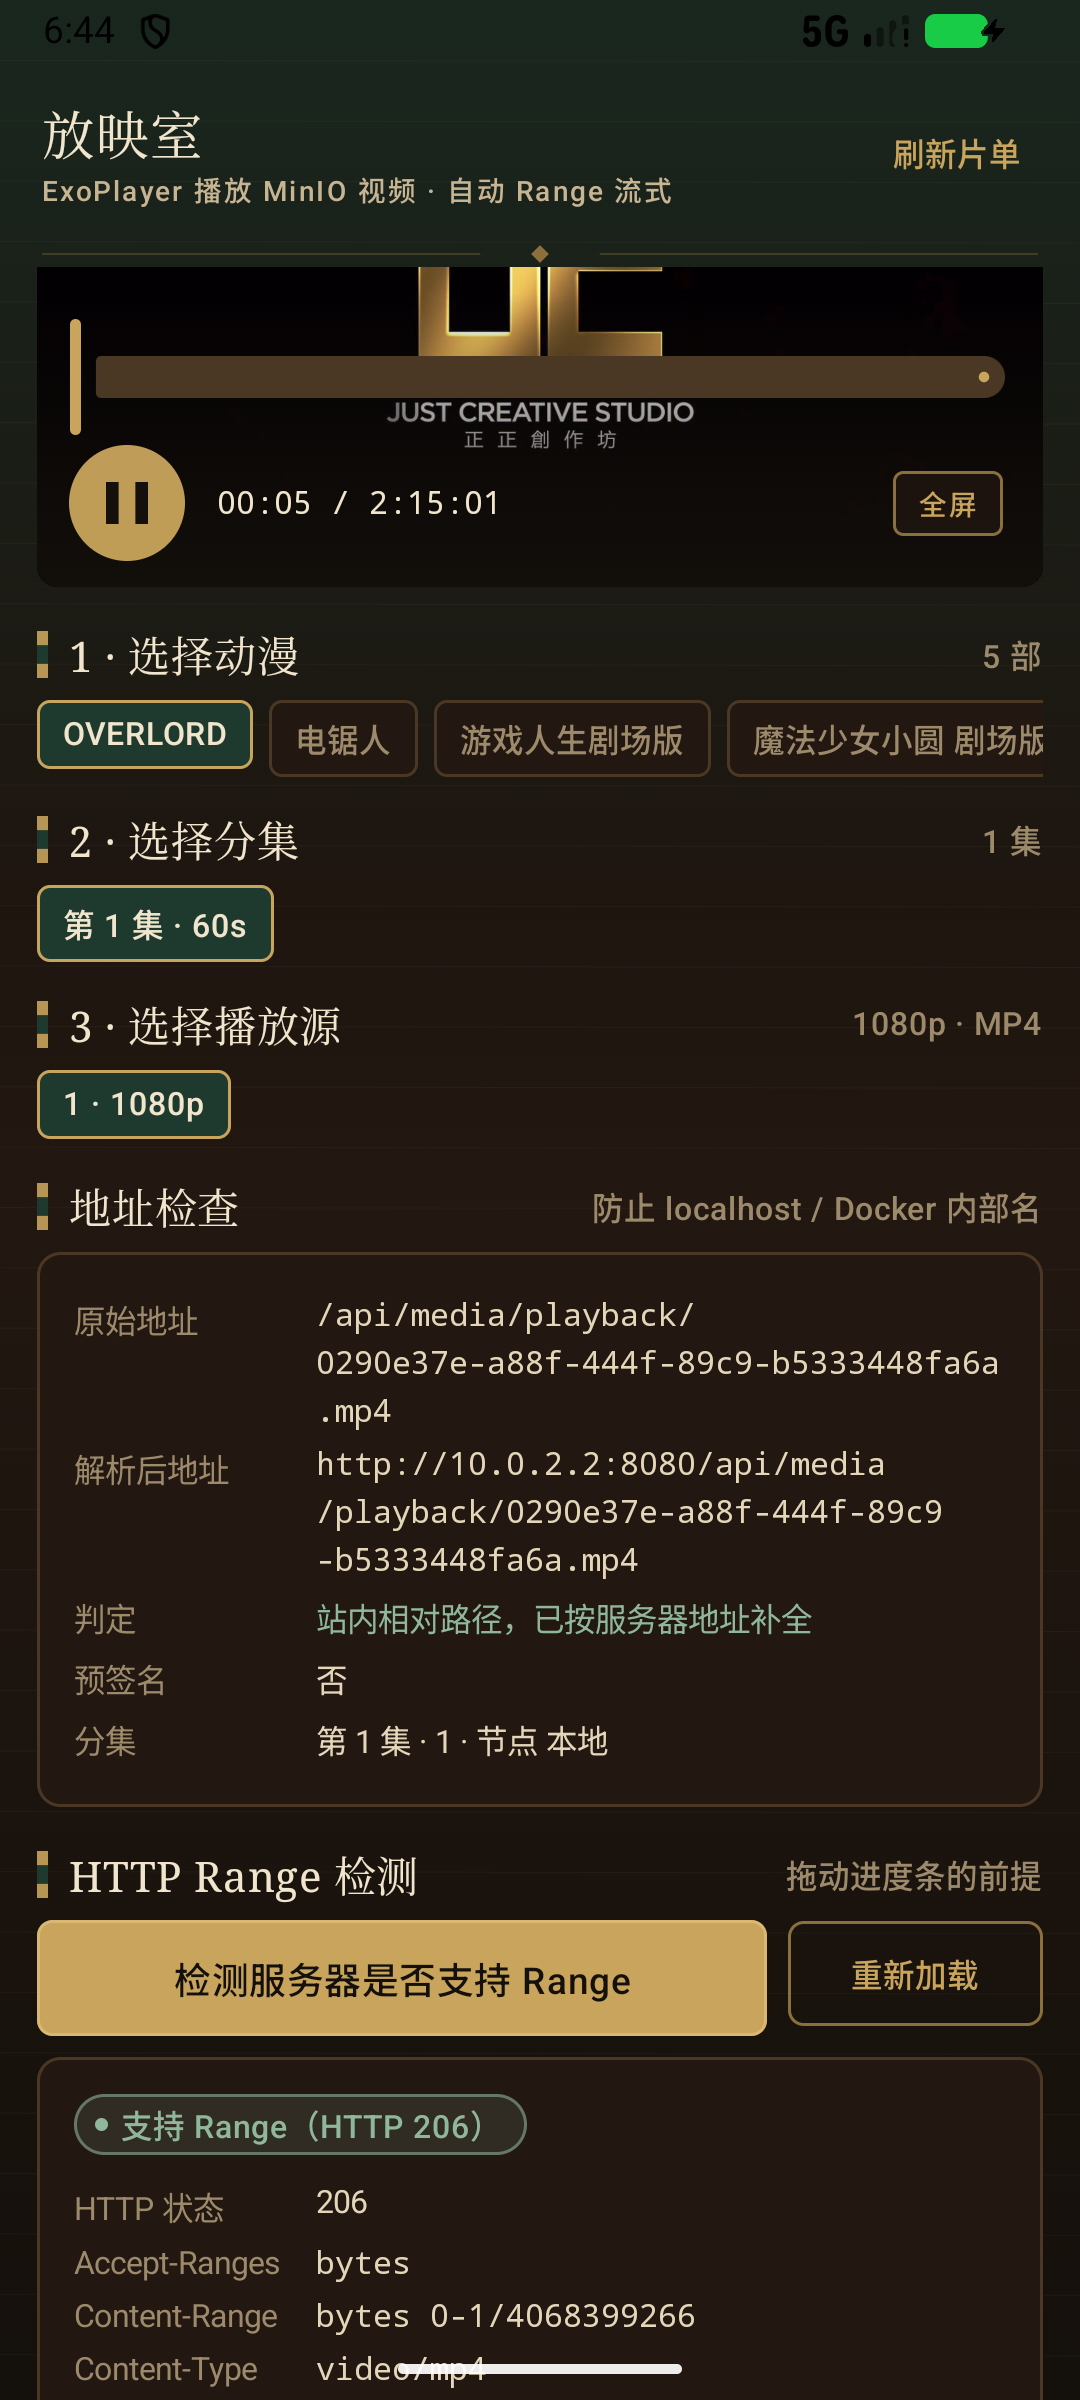 6:44
5G
放映室
刷新片单
ExoPlayer 播放 MinIO 视频 · 自动 Range 流式
JUST CREATIVE STUDIO
正正創作坊
00:05 / 2:15:01
全屏
1 · 选择动漫
5 部
OVERLORD
电锯人
游戏人生剧场版
魔法少女小圆 剧场版
2 · 选择分集
1 集
第 1 集 · 60s
3 · 选择播放源
1080p · MP4
1 · 1080p
地址检查
防止 localhost / Docker 内部名
原始地址
/api/media/playback/
0290e37e-a88f-444f-89c9-b5333448fa6a
.mp4
解析后地址
http://10.0.2.2:8080/api/media
/playback/0290e37e-a88f-444f-89c9
-b5333448fa6a.mp4
判定
站内相对路径，已按服务器地址补全
预签名
否
分集
第 1 集 · 1 · 节点 本地
HTTP Range 检测
拖动进度条的前提
检测服务器是否支持 Range
重新加载
支持 Range（HTTP 206）
HTTP 状态
206
Accept-Ranges
bytes
Content-Range
bytes 0-1/4068399266
Content-Type
video/mp4